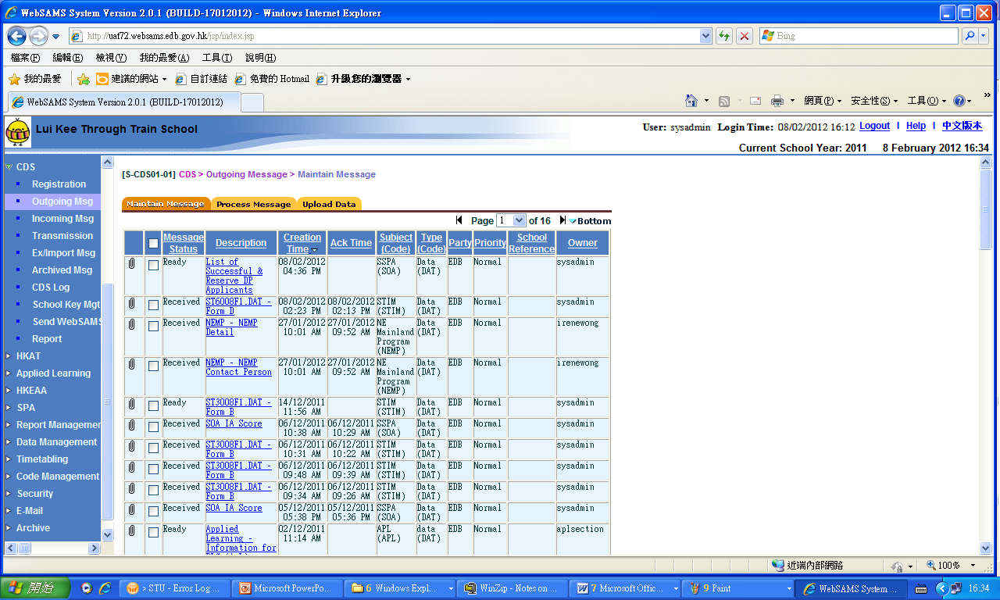 WebSAMS System Version 2.0.1 (BUILD-17012012) - Windows Internet Explorer
http://uat72.websams.edb.gov.hk/jsp/index.jsp
Bing
檔案(F) 編輯(E) 檢視(V) 我的最愛(A) 工具(T) 說明(H)
我的最愛 建議的網站 自訂連結 免費的 Hotmail 升級您的瀏覽器
WebSAMS System Version 2.0.1 (BUILD-17012012)
網頁(P) 安全性(S) 工具(O)
Lui Kee Through Train School
User: sysadmin Login Time: 08/02/2012 16:12 Logout | Help | 中文版本
Current School Year: 2011 8 February 2012 16:34
CDS
Registration
Outgoing Msg
Incoming Msg
Transmission
Ex/Import Msg
Archived Msg
CDS Log
School Key Mgt
Send WebSAMS
Report
HKAT
Applied Learning
HKEAA
SPA
Report Managemen
Data Management
Timetabling
Code Management
Security
E-Mail
Archive
[S-CDS01-01] CDS > Outgoing Message > Maintain Message
Maintain Message Process Message Upload Data
Page 1 of 16 Bottom
Message Status Description Creation Time Ack Time Subject (Code) Type (Code) Party Priority School Reference Owner
Ready List of Successful & Reserve DP Applicants 08/02/2012 04:36 PM SSPA (SOA) Data (DAT) EDB Normal sysadmin
Received ST6008F1.DAT - Form D 08/02/2012 02:23 PM 08/02/2012 02:13 PM STIM (STIM) Data (DAT) EDB Normal sysadmin
Received NEMP - NEMP Detail 27/01/2012 10:01 AM 27/01/2012 09:52 AM NE Mainland Program (NEMP) Data (DAT) EDB Normal irenewong
Received NEMP - NEMP Contact Person 27/01/2012 10:01 AM 27/01/2012 09:52 AM NE Mainland Program (NEMP) Data (DAT) EDB Normal irenewong
Ready ST3008F1.DAT - Form B 14/12/2011 11:56 AM STIM (STIM) Data (DAT) EDB Normal sysadmin
Received SOA IA Score 06/12/2011 10:38 AM 06/12/2011 10:29 AM SSPA (SOA) Data (DAT) EDB Normal sysadmin
Received ST3008F1.DAT - Form B 06/12/2011 10:31 AM 06/12/2011 10:22 AM STIM (STIM) Data (DAT) EDB Normal sysadmin
Received ST3008F1.DAT - Form B 06/12/2011 09:48 AM 06/12/2011 09:39 AM STIM (STIM) Data (DAT) EDB Normal sysadmin
Received ST3008F1.DAT - Form B 06/12/2011 09:34 AM 06/12/2011 09:26 AM STIM (STIM) Data (DAT) EDB Normal sysadmin
Received SOA IA Score 05/12/2011 05:38 PM 05/12/2011 05:36 PM SSPA (SOA) Data (DAT) EDB Normal sysadmin
Ready Applied Learning - Information for 02/12/2011 11:14 AM APL (APL) data (DAT) EDB Normal aplsection
近端內部網路 100%
開始 > STU - Error Log ... Microsoft PowerPo... 6 Windows Expl... WinZip - Notes on ... 7 Microsoft Offic... 9 Paint WebSAMS System ... 16:34